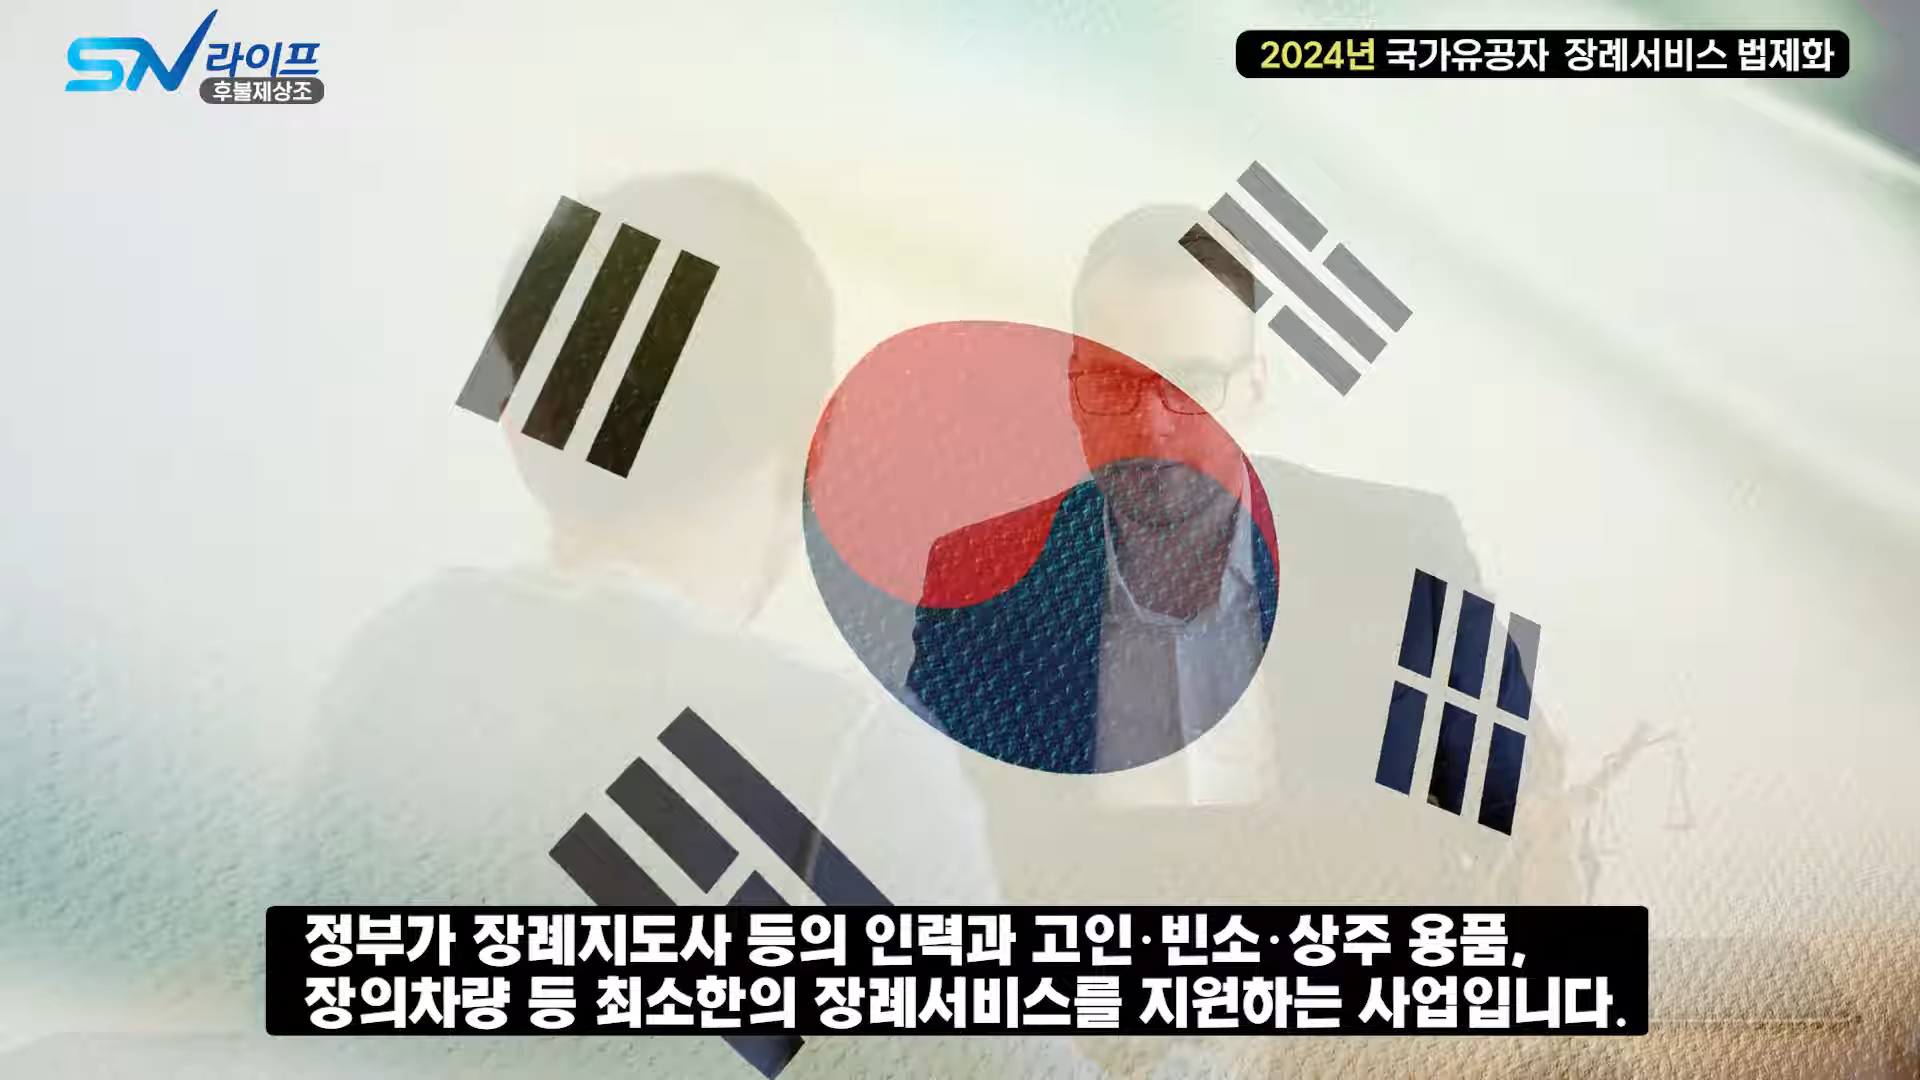 SN라이프
후불제상조
2024년 국가유공자 장례서비스 법제화
정부가 장례지도사 등의 인력과 고인·빈소·상주 용품,
장의차량 등 최소한의 장례서비스를 지원하는 사업입니다.